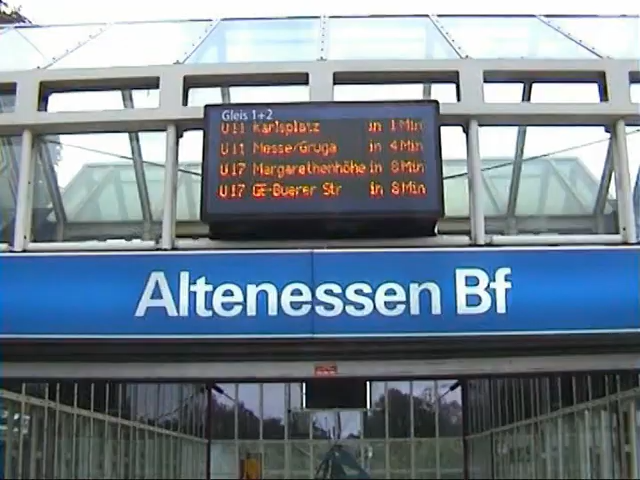 Gleis 1+2
U11 Karlsplatz in 1 Min
U11 Messe/Gruga in 4 Min
U17 Margarethenhöhe in 8 Min
U17 GE-Buerer Str in 8 Min
Altenessen Bf